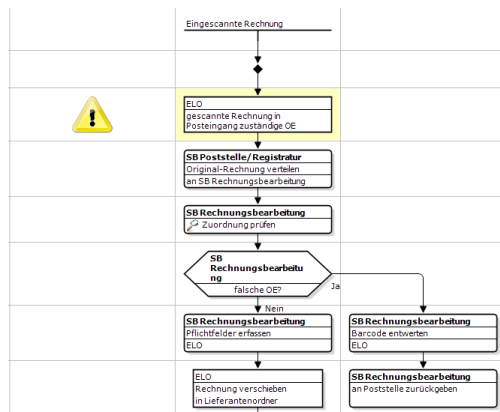 Eingescannte Rechnung
ELO
gescannte Rechnung in
Posteingang zuständige OE
SB Poststelle/Registratur
Original-Rechnung verteilen
an SB Rechnungsbearbeitung
SB Rechnungsbearbeitung
Zuordnung prüfen
SB
Rechnungsbearbeitu
ng
falsche OE?
Ja
Nein
SB Rechnungsbearbeitung
Pflichtfelder erfassen
ELO
SB Rechnungsbearbeitung
Barcode entwerten
ELO
ELO
Rechnung verschieben
in Lieferantenordner
SB Rechnungsbearbeitung
an Poststelle zurückgeben